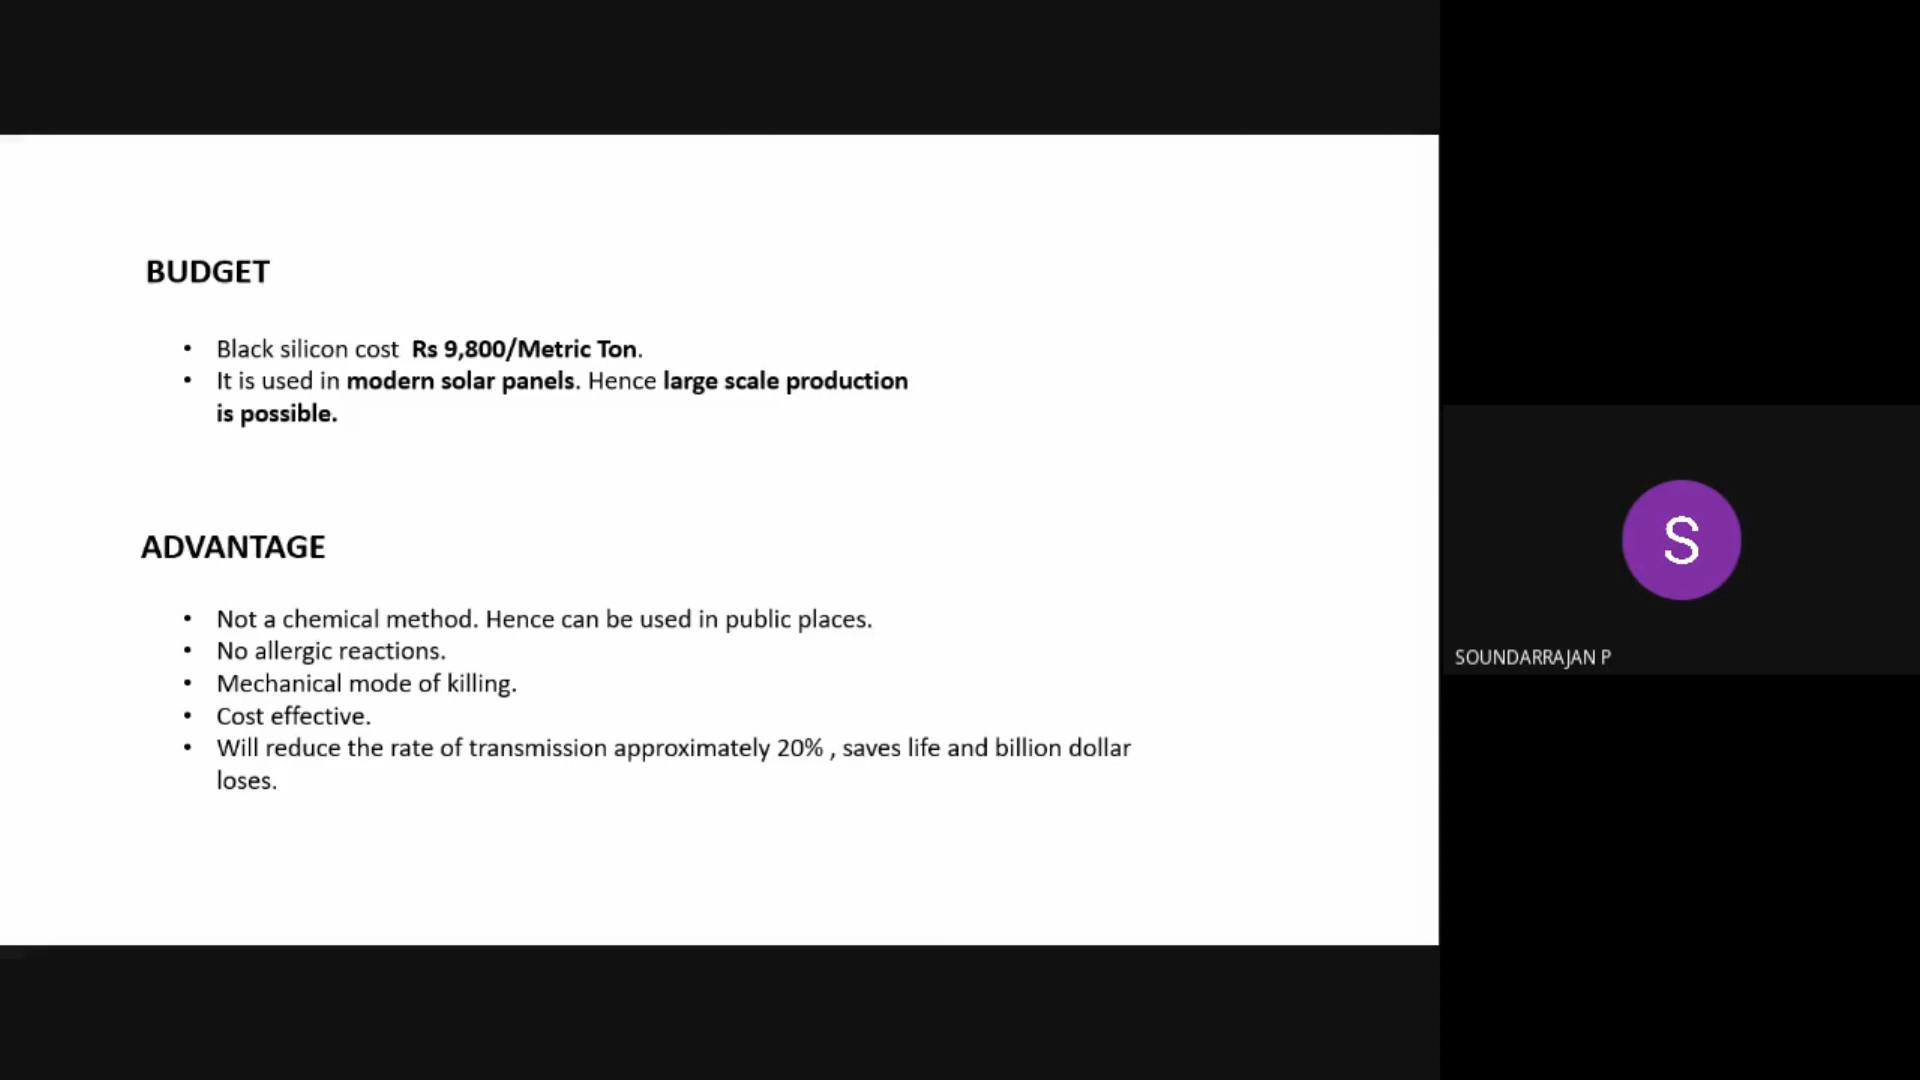 BUDGET
• Black silicon cost Rs 9,800/Metric Ton.
• It is used in modern solar panels. Hence large scale production
is possible.
ADVANTAGE
• Not a chemical method. Hence can be used in public places.
• No allergic reactions.
• Mechanical mode of killing.
• Cost effective.
• Will reduce the rate of transmission approximately 20% , saves life and billion dollar
loses.
S
SOUNDARRAJAN P